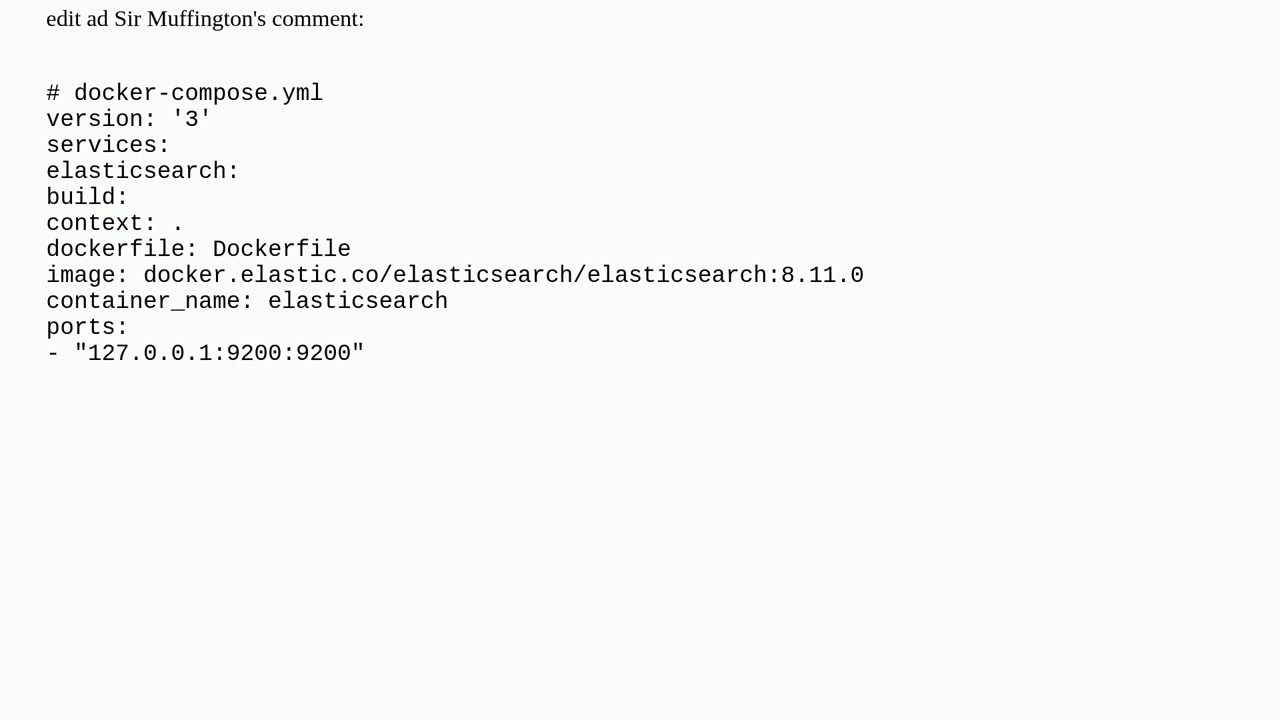 edit ad Sir Muffington's comment:
# docker-compose.yml
version: '3'
services:
elasticsearch:
build:
context: .
dockerfile: Dockerfile
image: docker.elastic.co/elasticsearch/elasticsearch:8.11.0
container_name: elasticsearch
ports:
- "127.0.0.1:9200:9200"